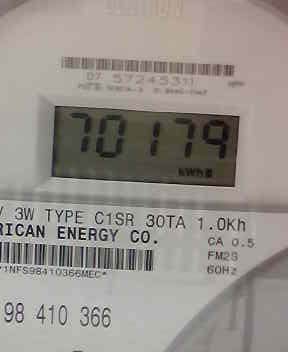 07 57245311
70179
kWh
V 3W TYPE C1SR 30TA 1.0Kh
RICAN ENERGY CO.
CA 0.5
FM2S
60Hz
*1NFS98410366MEC*
98 410 366